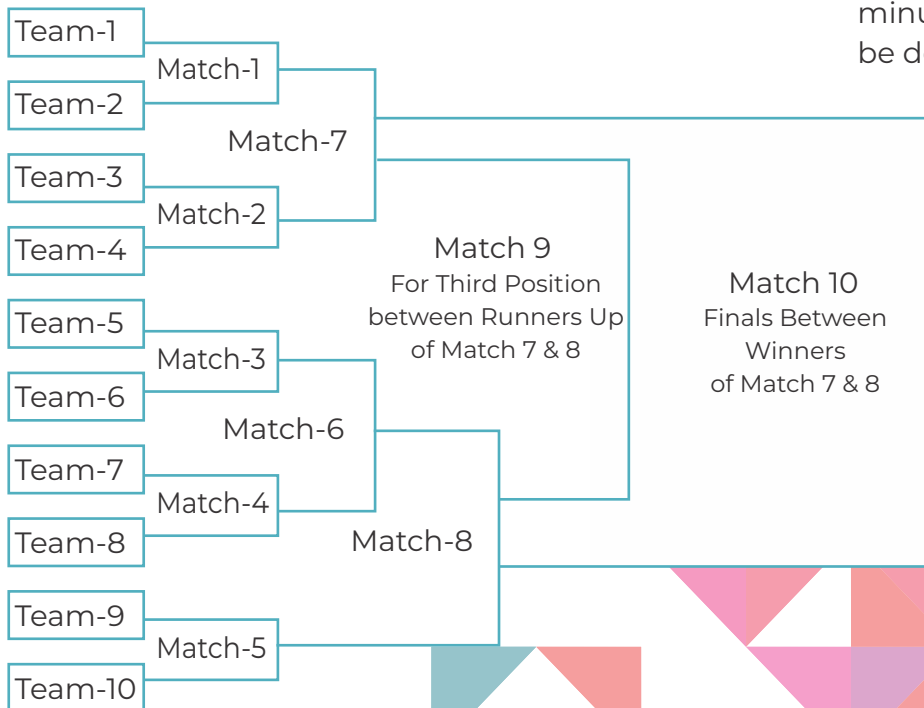 Team-1
Team-2
Team-3
Team-4
Team-5
Team-6
Team-7
Team-8
Team-9
Team-10
Match-1
Match-2
Match-3
Match-4
Match-5
Match-7
Match-6
Match-8
Match 9
For Third Position
between Runners Up
of Match 7 & 8
Match 10
Finals Between
Winners
of Match 7 & 8
be d